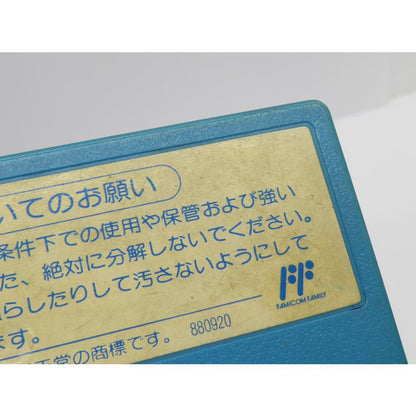 いてのお願い
条件下での使用や保管および強い
た、絶対に分解しないでください。
らしたりして汚さないようにして
ます。
堂の商標です。 880920
FAMICOM FAMILY